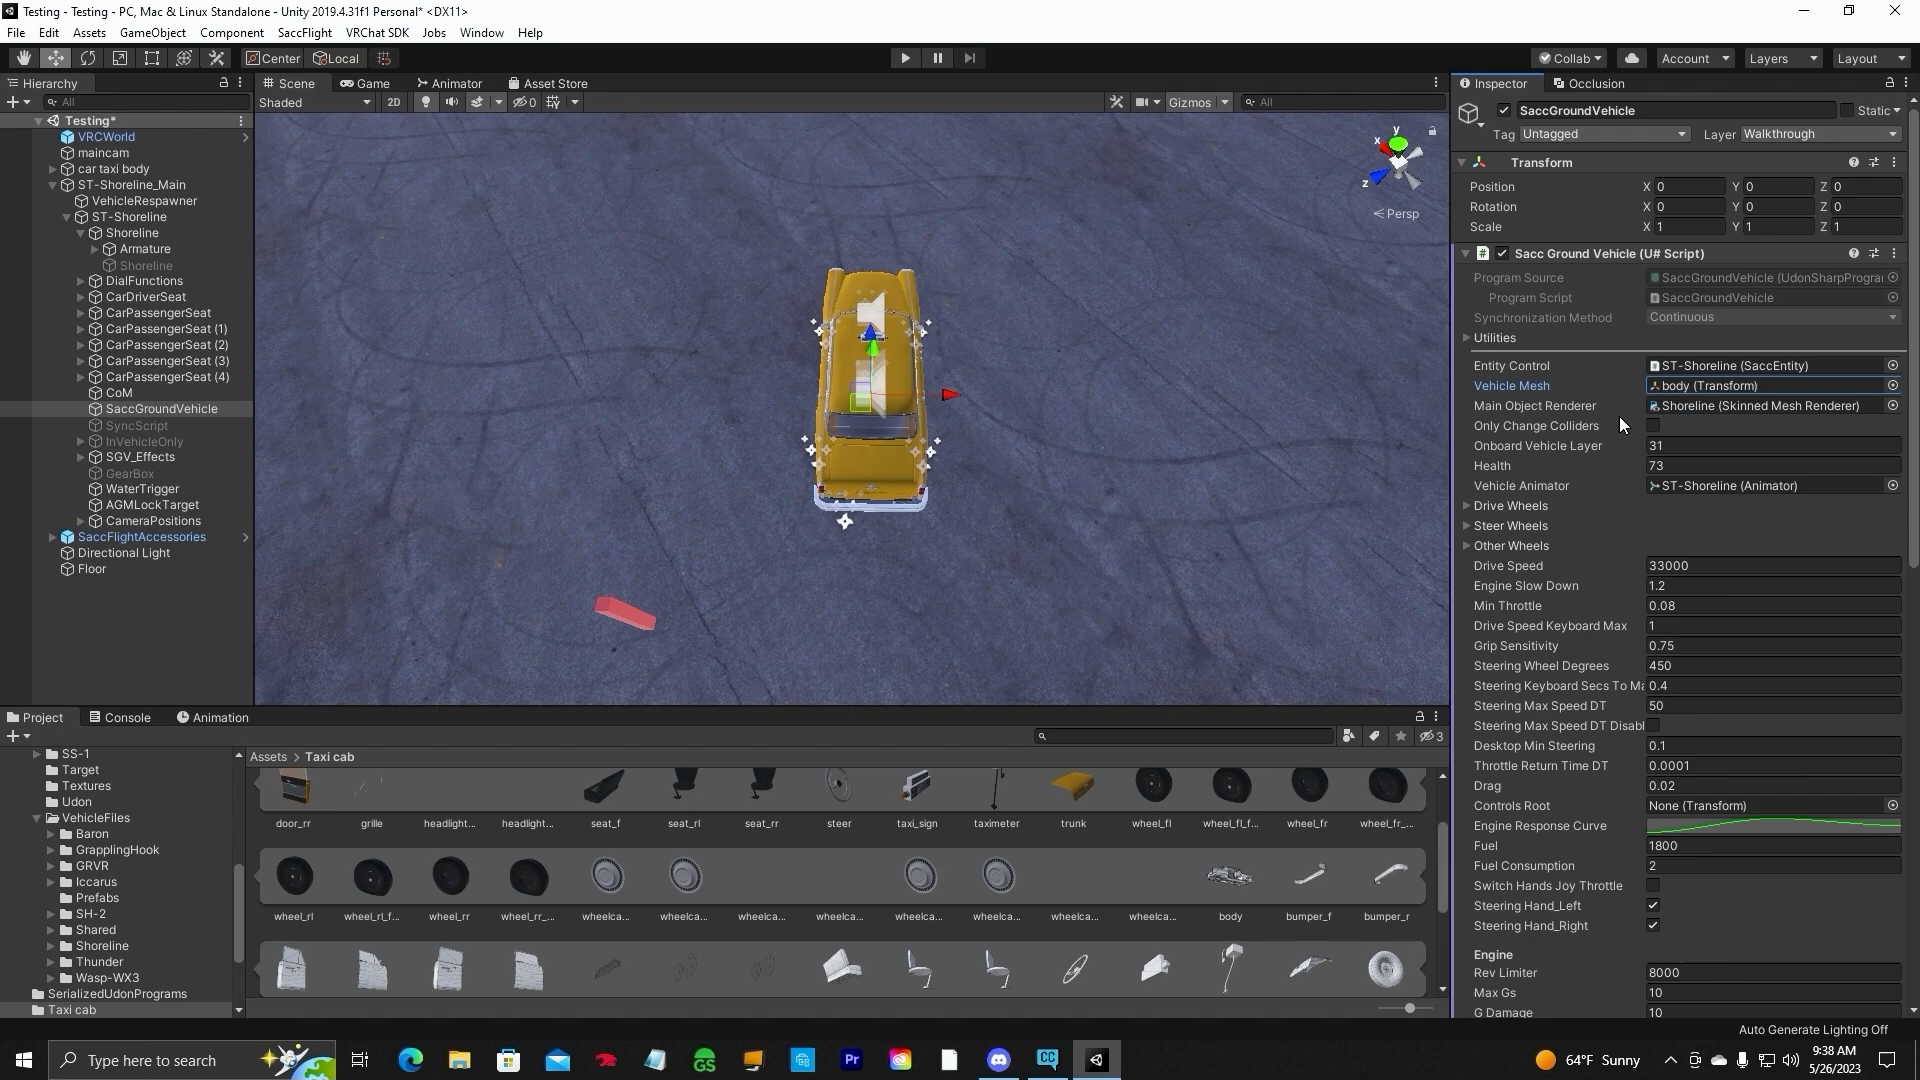 Testing - Testing - PC, Mac & Linux Standalone - Unity 2019.4.31f1 Personal* <DX11>
File Edit Assets GameObject Component SaccFlight VRChat SDK Jobs Window Help
Center Local Collab Account Layers Layout
Hierarchy
All
Testing*
VRCWorld
maincam
car taxi body
ST-Shoreline_Main
VehicleRespawner
ST-Shoreline
Shoreline
Armature
Shoreline
DialFunctions
CarDriverSeat
CarPassengerSeat
CarPassengerSeat (1)
CarPassengerSeat (2)
CarPassengerSeat (3)
CarPassengerSeat (4)
CoM
SaccGroundVehicle
SyncScript
InVehicleOnly
SGV_Effects
GearBox
WaterTrigger
AGMLockTarget
CameraPositions
SaccFlightAccessories
Directional Light
Floor
Scene Game Animator Asset Store
Shaded 2D 0 Gizmos All
y
x
z
Persp
Inspector Occlusion
SaccGroundVehicle Static
Tag Untagged Layer Walkthrough
Transform
Position X 0 Y 0 Z 0
Rotation X 0 Y 0 Z 0
Scale X 1 Y 1 Z 1
# Sacc Ground Vehicle (U# Script)
Program Source SaccGroundVehicle (UdonSharpProgra
Program Script SaccGroundVehicle
Synchronization Method Continuous
Utilities
Entity Control ST-Shoreline (SaccEntity)
Vehicle Mesh body (Transform)
Main Object Renderer Shoreline (Skinned Mesh Renderer)
Only Change Colliders
Onboard Vehicle Layer 31
Health 73
Vehicle Animator ST-Shoreline (Animator)
Drive Wheels
Steer Wheels
Other Wheels
Drive Speed 33000
Engine Slow Down 1.2
Min Throttle 0.08
Drive Speed Keyboard Max 1
Grip Sensitivity 0.75
Steering Wheel Degrees 450
Steering Keyboard Secs To Ma 0.4
Steering Max Speed DT 50
Steering Max Speed DT Disabl
Desktop Min Steering 0.1
Throttle Return Time DT 0.0001
Drag 0.02
Controls Root None (Transform)
Engine Response Curve
Fuel 1800
Fuel Consumption 2
Switch Hands Joy Throttle
Steering Hand_Left
Steering Hand_Right
Engine
Rev Limiter 8000
Max Gs 10
G Damage 10
Project Console Animation
3
SS-1
Target
Textures
Udon
VehicleFiles
Baron
GrapplingHook
GRVR
Iccarus
Prefabs
SH-2
Shared
Shoreline
Thunder
Wasp-WX3
SerializedUdonPrograms
Taxi cab
Assets > Taxi cab
door_rr grille headlight... headlight... seat_f seat_rl seat_rr steer taxi_sign taximeter trunk wheel_fl wheel_fl_f... wheel_fr wheel_fr_...
wheel_rl wheel_rl_f... wheel_rr wheel_rr_... wheelca... wheelca... wheelca... wheelca... wheelca... wheelca... wheelca... wheelca... body bumper_f bumper_r
Auto Generate Lighting Off
Type here to search
GS
Pr
CC
64°F Sunny
9:38 AM
5/26/2023